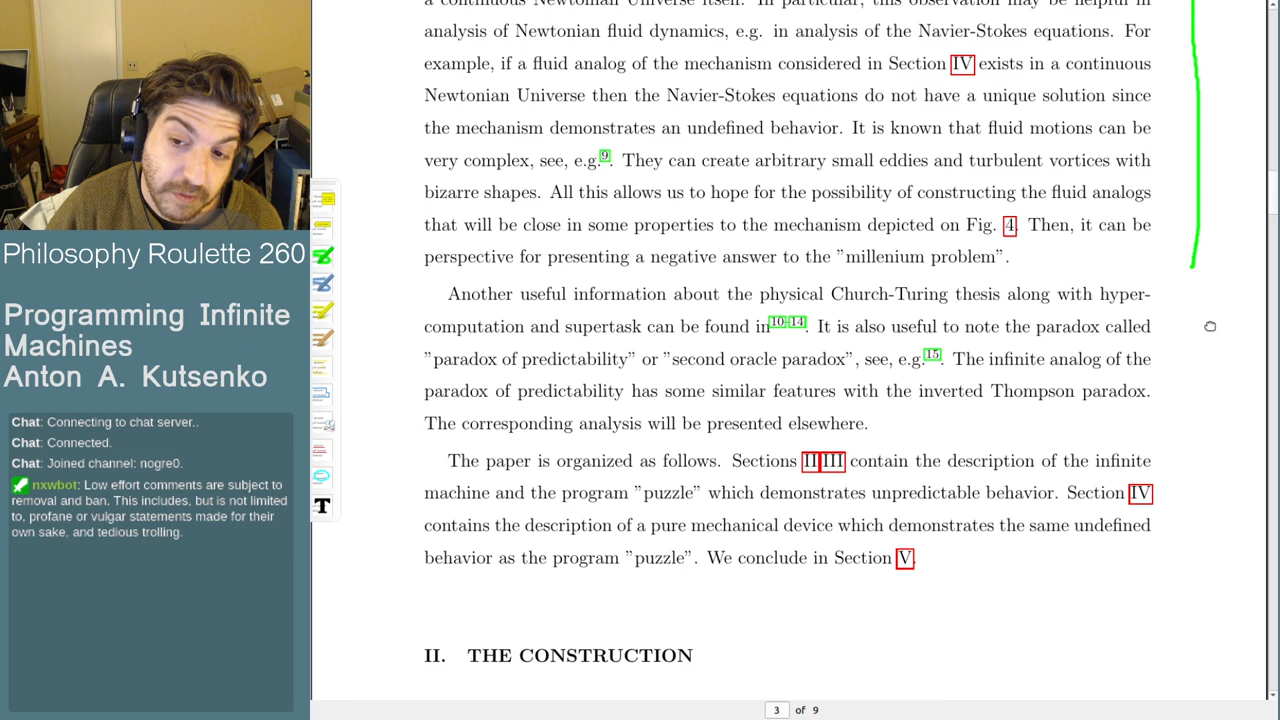 Philosophy Roulette 260
Programming Infinite
Machines
Anton A. Kutsenko
Chat: Connecting to chat server..
Chat: Connected.
Chat: Joined channel: nogre0.
nxwbot: Low effort comments are subject to
removal and ban. This includes, but is not limited
to, profane or vulgar statements made for their
own sake, and tedious trolling.
a continuous Newtonian Universe itself. In particular, this observation may be helpful in
analysis of Newtonian fluid dynamics, e.g. in analysis of the Navier-Stokes equations. For
example, if a fluid analog of the mechanism considered in Section IV exists in a continuous
Newtonian Universe then the Navier-Stokes equations do not have a unique solution since
the mechanism demonstrates an undefined behavior. It is known that fluid motions can be
very complex, see, e.g.9. They can create arbitrary small eddies and turbulent vortices with
bizarre shapes. All this allows us to hope for the possibility of constructing of fluid analogs
that will be close in some properties to the mechanism depicted on Fig. 4. Then, it can be
perspective for presenting a negative answer to the "millenium problem".
Another useful information about the physical Church-Turing thesis along with hyper-
computation and supertask can be found in10–14. It is also useful to note the paradox called
"paradox of predictability" or "second oracle paradox", see, e.g.15. The infinite analog of the
paradox of predictability have similar features with the inverted Thompson paradox.
The corresponding analysis will be presented elsewhere.
The paper is organized as follows. Sections II,III contain the description of the infinite
machine and the program "puzzle" which demonstrates unpredictable behavior. Section IV
contains the description of a pure mechanical device which demonstrates the same undefined
behavior as the program "puzzle". We conclude in Section V.
II. THE CONSTRUCTION
3 of 9